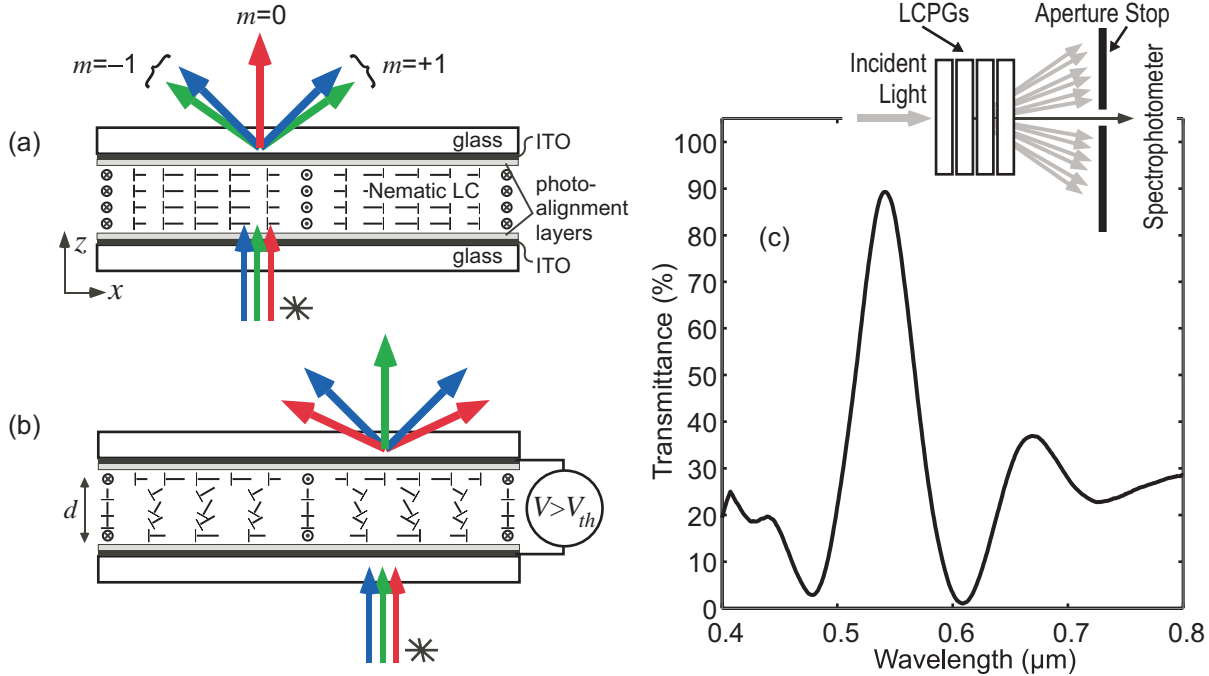 (a)
m=−1
m=0
m=+1
glass
ITO
Nematic LC
photo-
alignment
layers
z
x
glass
ITO
(b)
d
V>Vth
LCPGs
Aperture Stop
Incident
Light
Spectrophotometer
(c)
Transmittance (%)
100
90
80
70
60
50
40
30
20
10
0
0.4 0.5 0.6 0.7 0.8
Wavelength (µm)